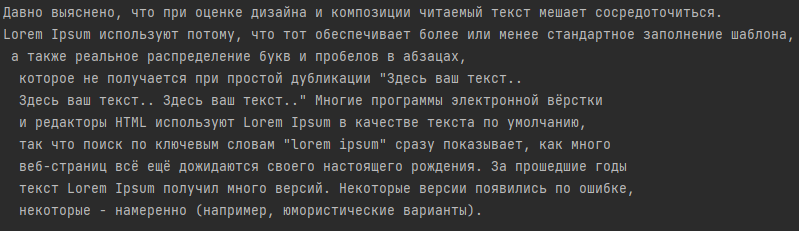 Давно выяснено, что при оценке дизайна и композиции читаемый текст мешает сосредоточиться.
Lorem Ipsum используют потому, что тот обеспечивает более или менее стандартное заполнение шаблона,
а также реальное распределение букв и пробелов в абзацах,
которое не получается при простой дубликации "Здесь ваш текст..
Здесь ваш текст.. Здесь ваш текст.." Многие программы электронной вёрстки
и редакторы HTML используют Lorem Ipsum в качестве текста по умолчанию,
так что поиск по ключевым словам "lorem ipsum" сразу показывает, как много
веб-страниц всё ещё дожидаются своего настоящего рождения. За прошедшие годы
текст Lorem Ipsum получил много версий. Некоторые версии появились по ошибке,
некоторые - намеренно (например, юмористические варианты).